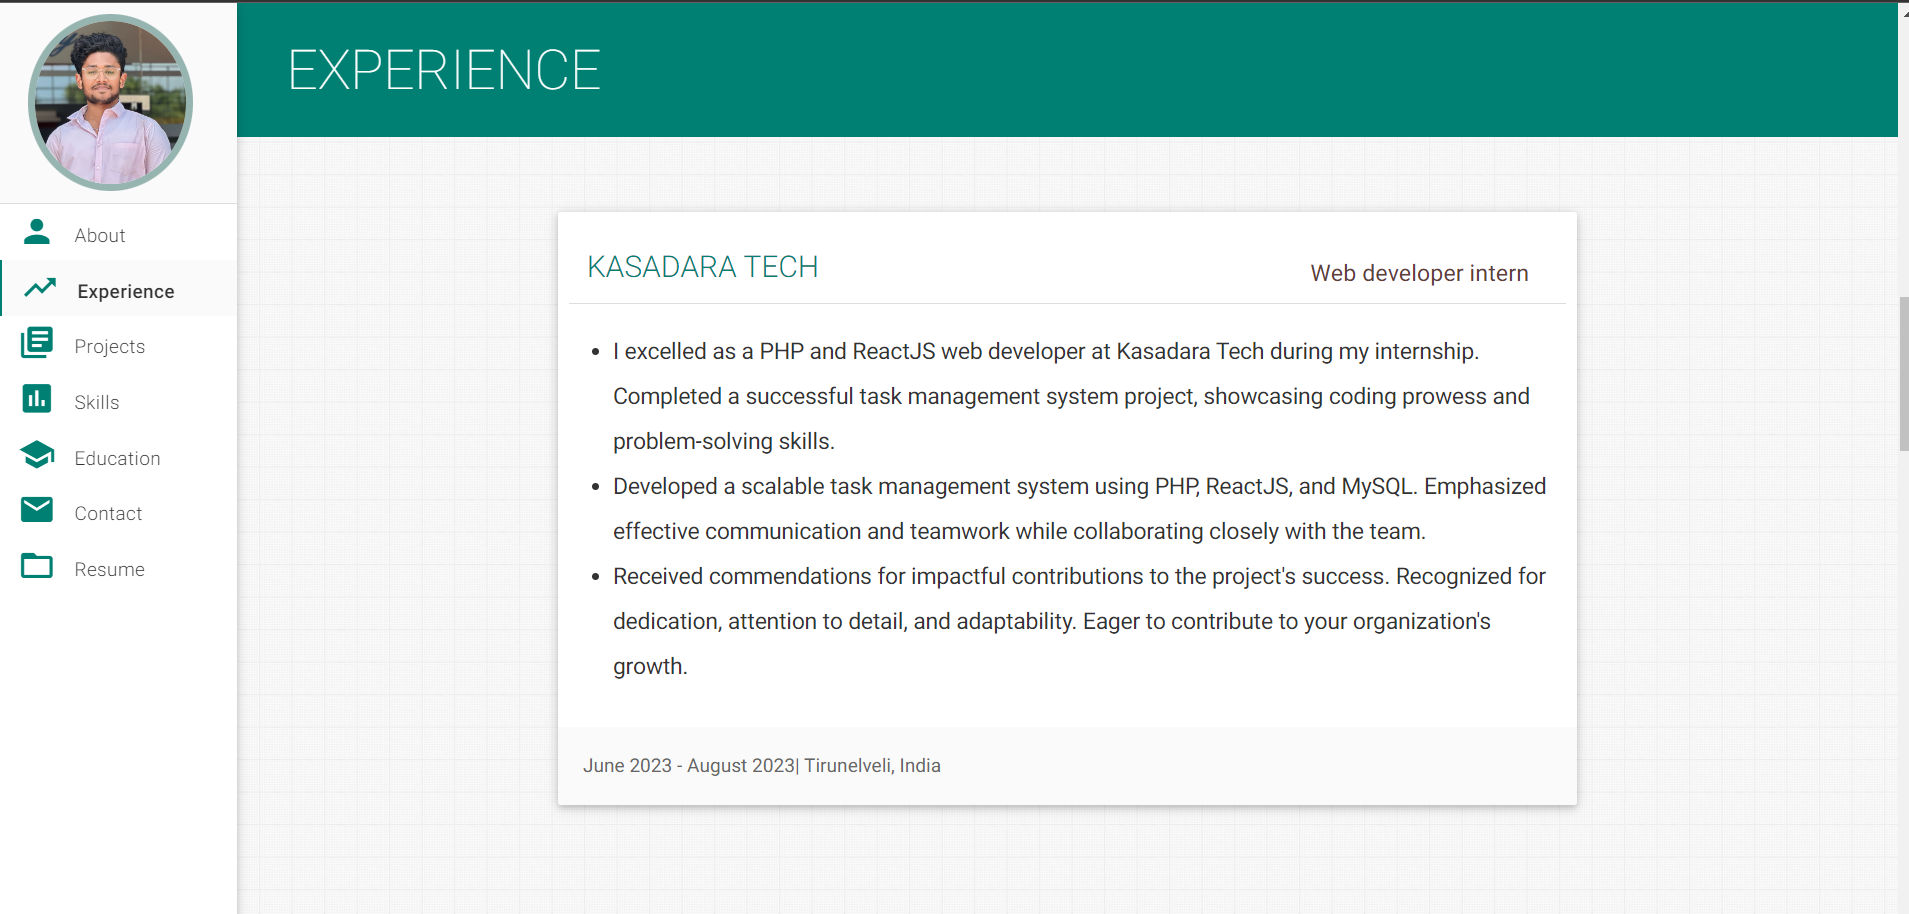 EXPERIENCE
About
Experience
Projects
Skills
Education
Contact
Resume
KASADARA TECH
Web developer intern
• I excelled as a PHP and ReactJS web developer at Kasadara Tech during my internship.
Completed a successful task management system project, showcasing coding prowess and
problem-solving skills.
• Developed a scalable task management system using PHP, ReactJS, and MySQL. Emphasized
effective communication and teamwork while collaborating closely with the team.
• Received commendations for impactful contributions to the project's success. Recognized for
dedication, attention to detail, and adaptability. Eager to contribute to your organization's
growth.
June 2023 - August 2023| Tirunelveli, India